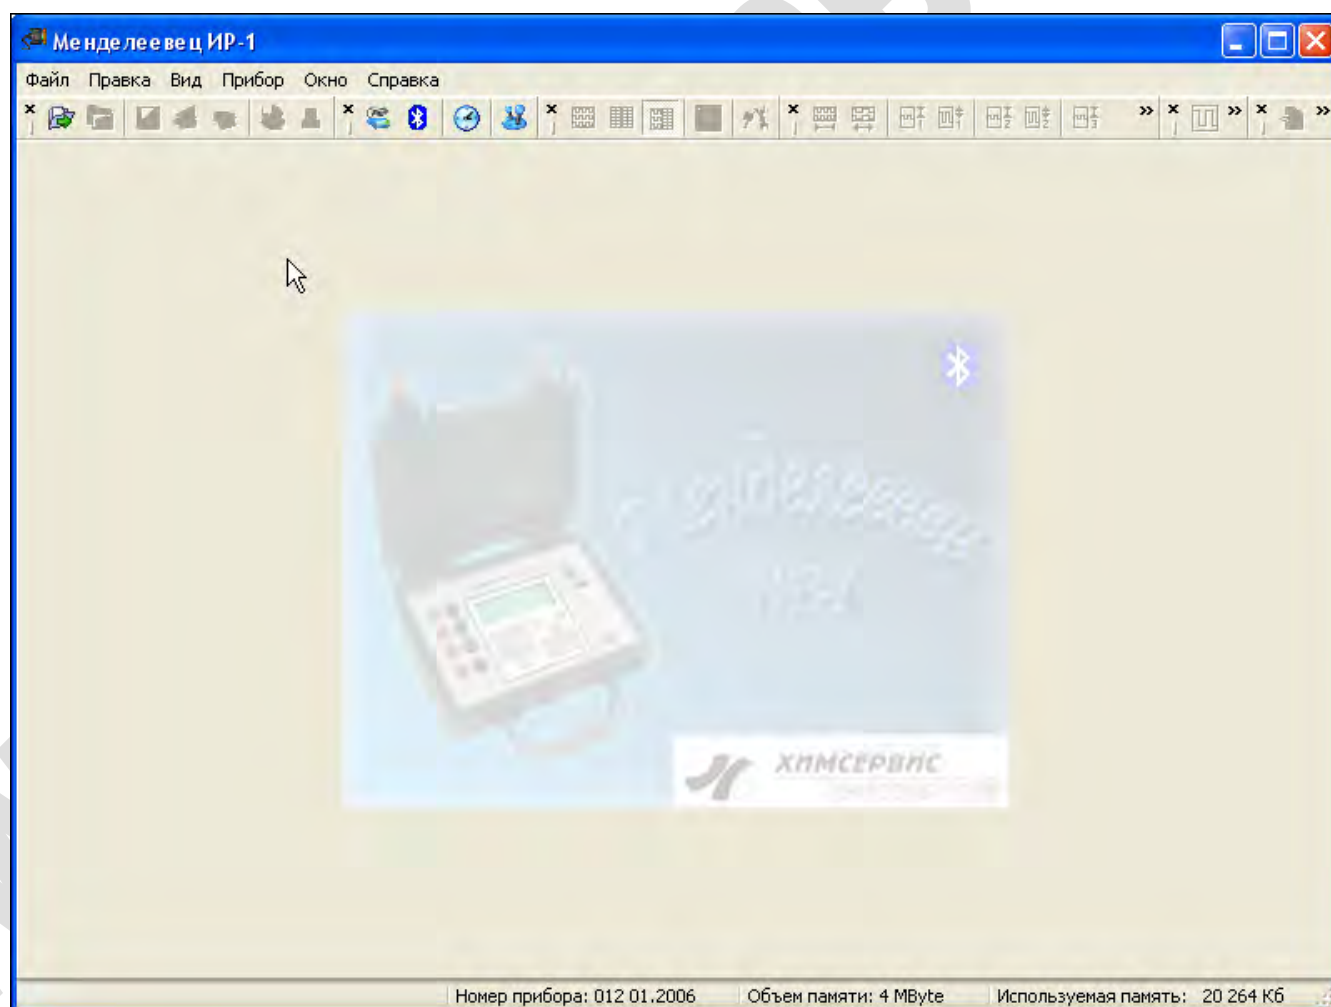 Менделеевец ИР-1
Файл Правка Вид Прибор Окно Справка
ХИМСЕРВИС
Номер прибора: 012 01.2006 Объем памяти: 4 MByte Используемая память: 20 264 Кб